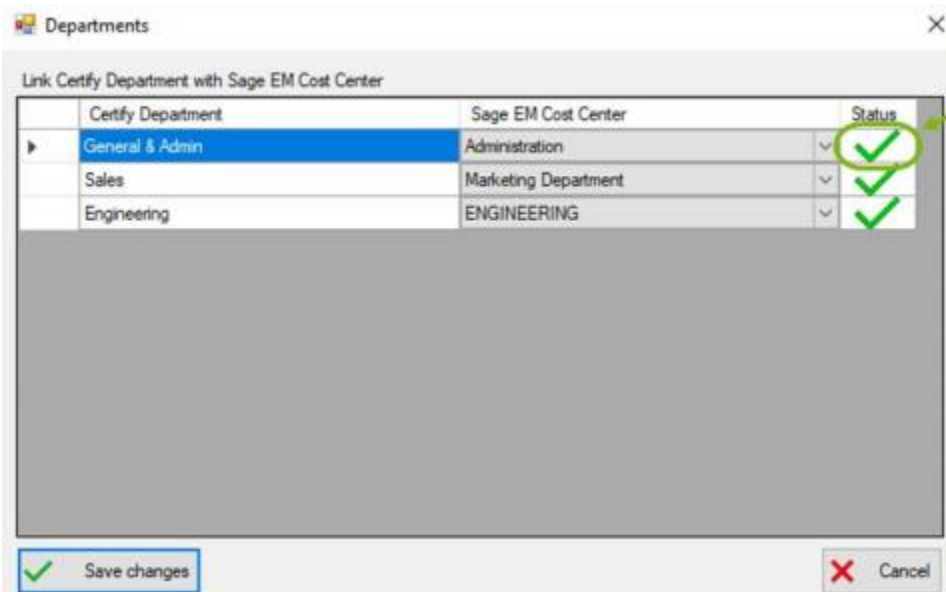 Departments
Link Certify Department with Sage EM Cost Center
Certify Department Sage EM Cost Center Status
General & Admin Administration
Sales Marketing Department
Engineering ENGINEERING
Save changes Cancel